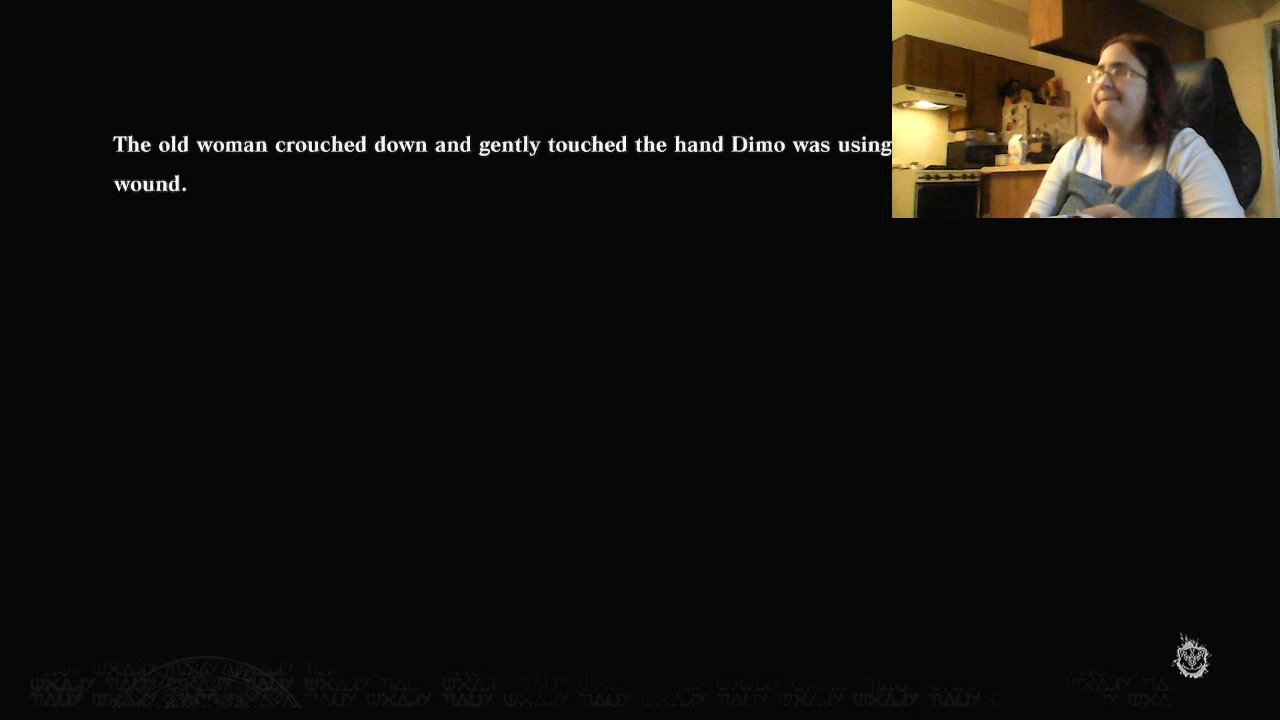 The old woman crouched down and gently touched the hand Dimo was using
wound.